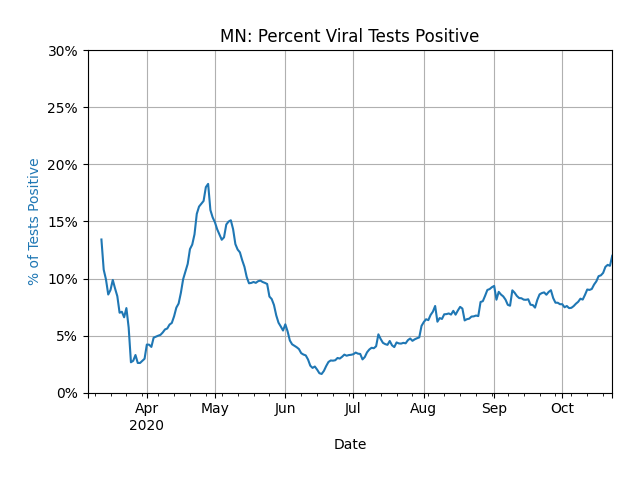 MN: Percent Viral Tests Positive
30%
25%
20%
15%
10%
5%
0%
% of Tests Positive
Apr May Jun Jul Aug Sep Oct
2020
Date